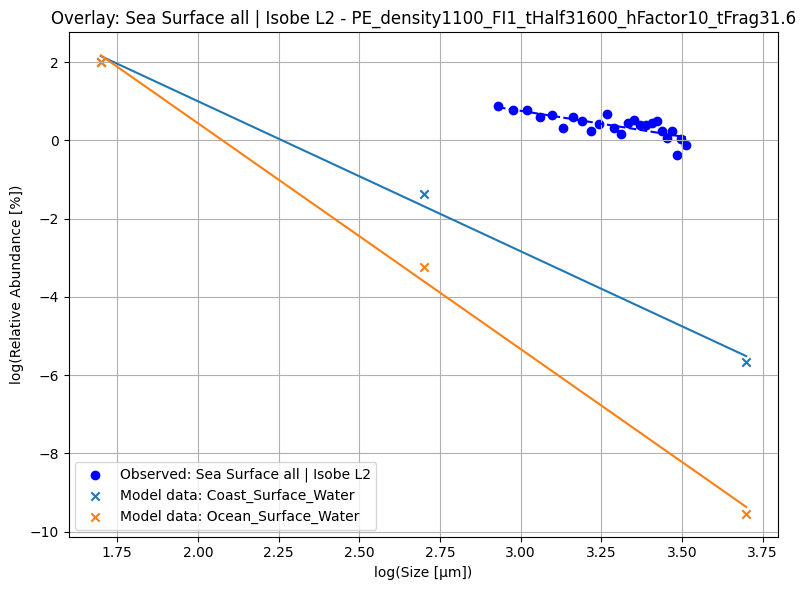 Overlay: Sea Surface all | Isobe L2 - PE_density1100_FI1_tHalf31600_hFactor10_tFrag31.6
log(Relative Abundance [%])
2
0
−2
−4
−6
−8
−10
Observed: Sea Surface all | Isobe L2
Model data: Coast_Surface_Water
Model data: Ocean_Surface_Water
1.75 2.00 2.25 2.50 2.75 3.00 3.25 3.50 3.75
log(Size [μm])